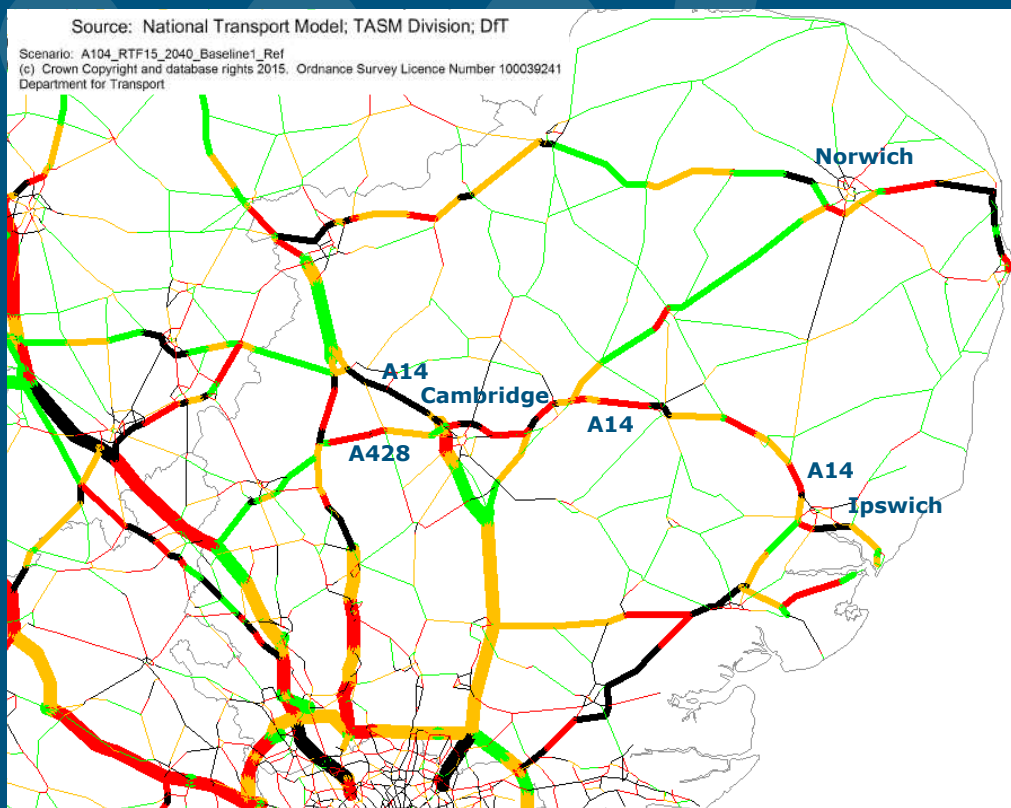 Source: National Transport Model; TASM Division; DfT
Scenario: A104_RTF15_2040_Baseline1_Ref
(c) Crown Copyright and database rights 2015. Ordnance Survey Licence Number 100039241
Department for Transport
Norwich
A14
Cambridge
A14
A428
A14
Ipswich